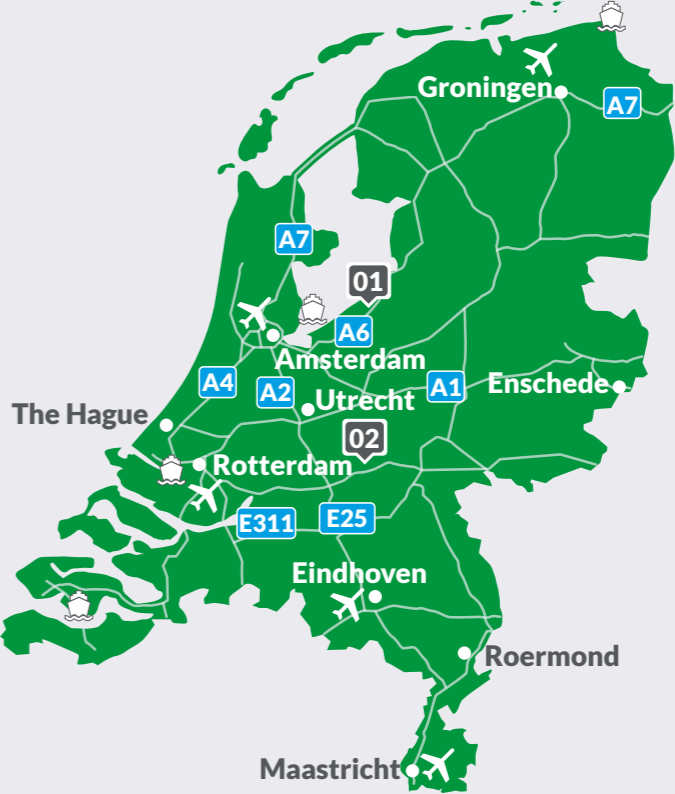 Groningen
A7
A7
01
A6
Amsterdam
A4
A2
A1
Enschede
Utrecht
The Hague
02
Rotterdam
E311
E25
Eindhoven
Roermond
Maastricht